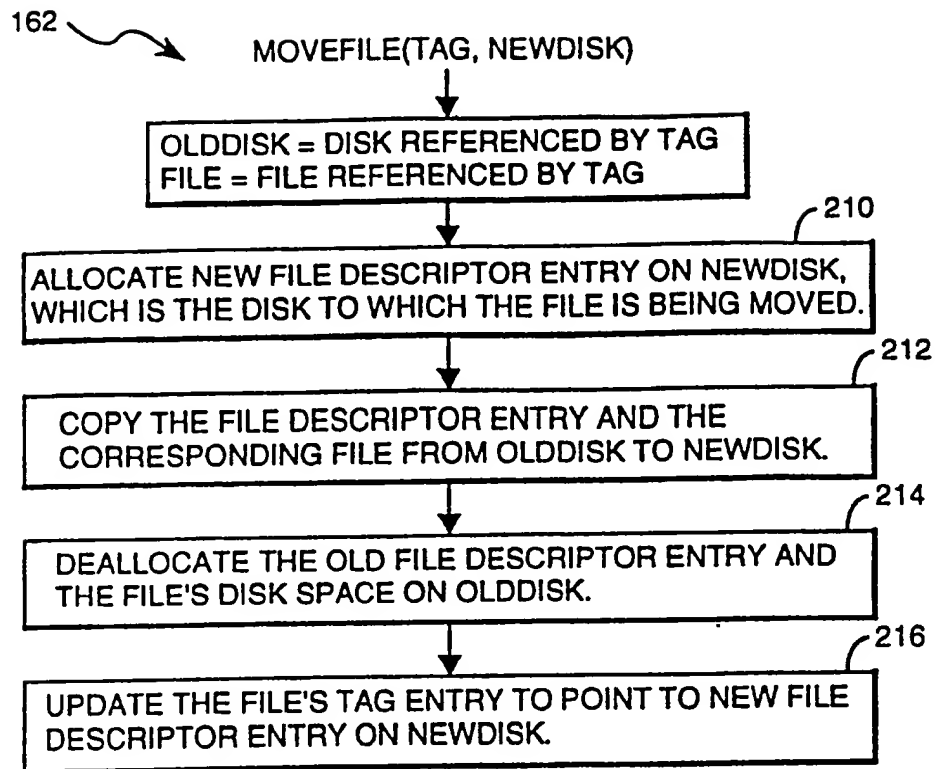 162
MOVEFILE(TAG, NEWDISK)
OLDDISK = DISK REFERENCED BY TAG
FILE = FILE REFERENCED BY TAG
210
ALLOCATE NEW FILE DESCRIPTOR ENTRY ON NEWDISK,
WHICH IS THE DISK TO WHICH THE FILE IS BEING MOVED.
212
COPY THE FILE DESCRIPTOR ENTRY AND THE
CORRESPONDING FILE FROM OLDDISK TO NEWDISK.
214
DEALLOCATE THE OLD FILE DESCRIPTOR ENTRY AND
THE FILE'S DISK SPACE ON OLDDISK.
216
UPDATE THE FILE'S TAG ENTRY TO POINT TO NEW FILE
DESCRIPTOR ENTRY ON NEWDISK.